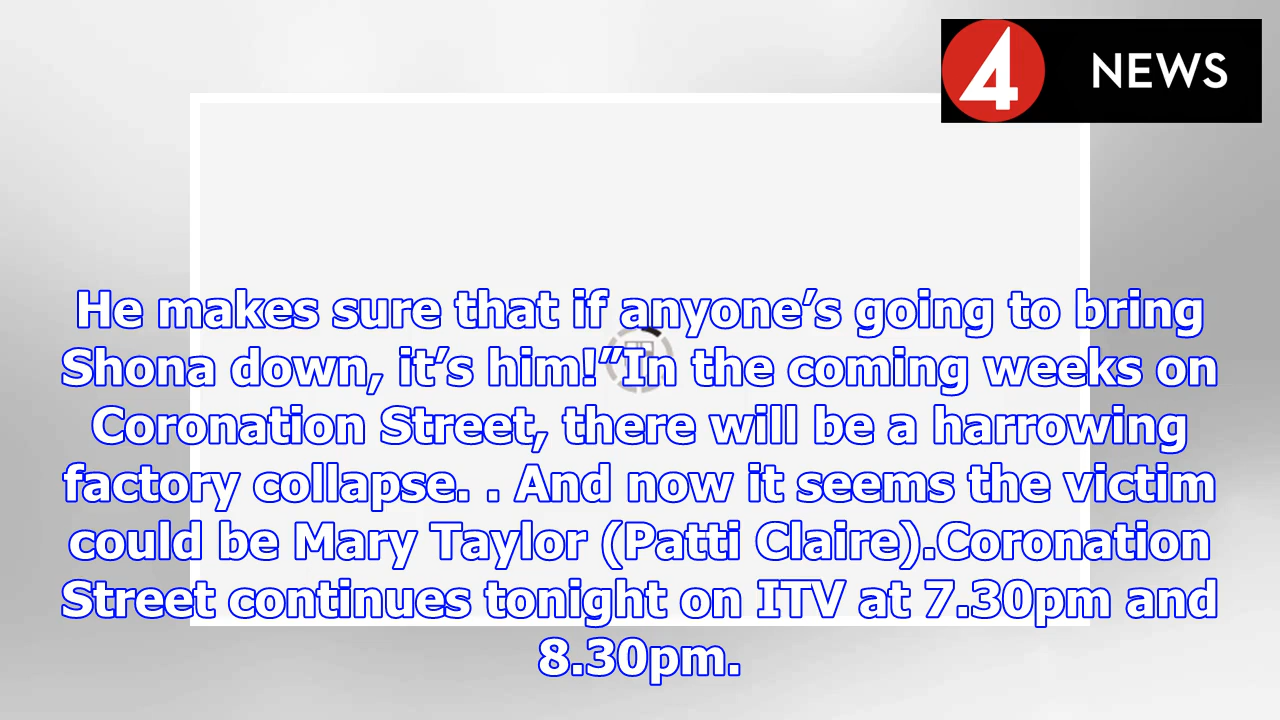 4 NEWS
He makes sure that if anyone’s going to bring
Shona down, it’s him!”In the coming weeks on
Coronation Street, there will be a harrowing
factory collapse. . And now it seems the victim
could be Mary Taylor (Patti Claire).Coronation
Street continues tonight on ITV at 7.30pm and
8.30pm.